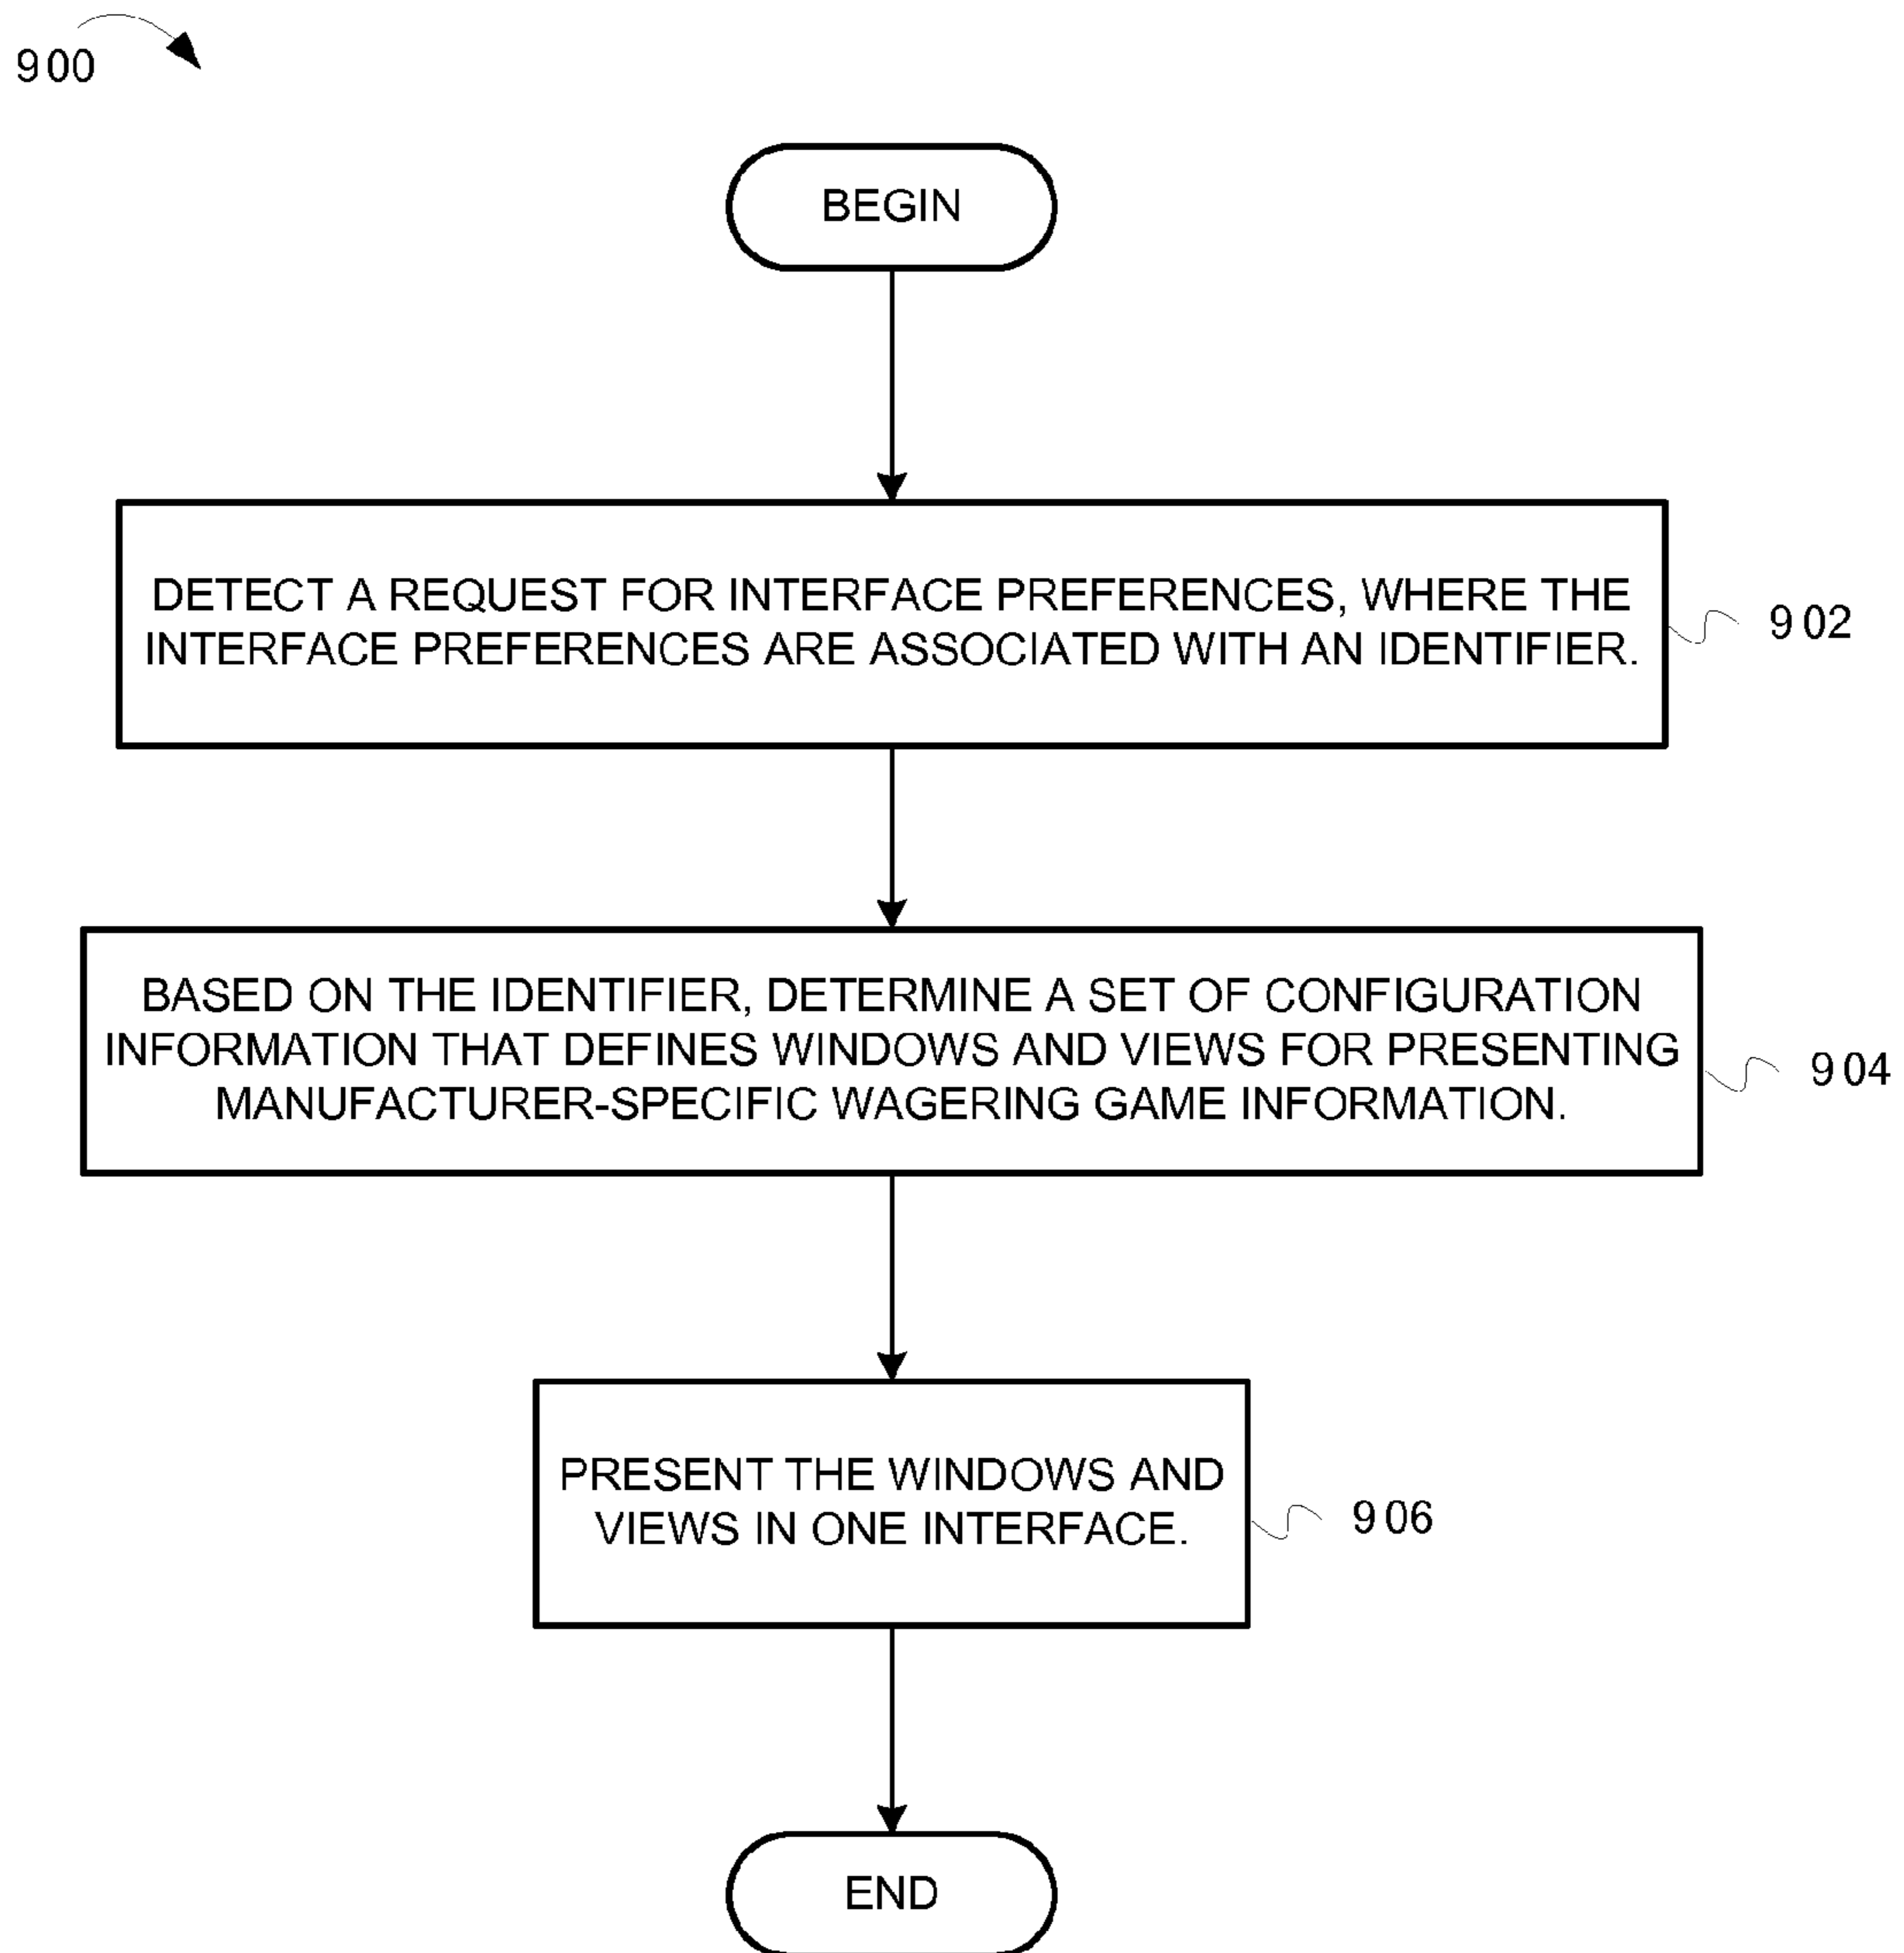 900
BEGIN
DETECT A REQUEST FOR INTERFACE PREFERENCES, WHERE THE
INTERFACE PREFERENCES ARE ASSOCIATED WITH AN IDENTIFIER.
902
BASED ON THE IDENTIFIER, DETERMINE A SET OF CONFIGURATION
INFORMATION THAT DEFINES WINDOWS AND VIEWS FOR PRESENTING
MANUFACTURER-SPECIFIC WAGERING GAME INFORMATION.
904
PRESENT THE WINDOWS AND
VIEWS IN ONE INTERFACE.
906
END